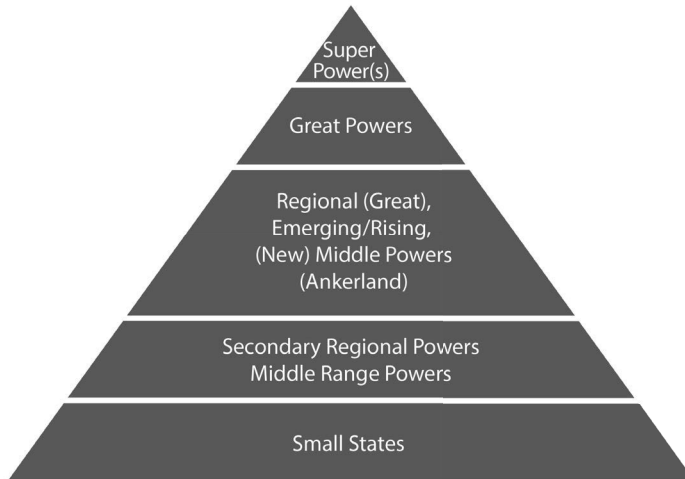 Super
Power(s)
Great Powers
Regional (Great),
Emerging/Rising,
(New) Middle Powers
(Ankerland)
Secondary Regional Powers
Middle Range Powers
Small States